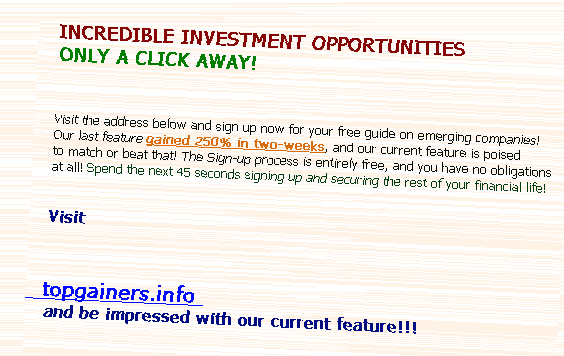 INCREDIBLE INVESTMENT OPPORTUNITIES
ONLY A CLICK AWAY!
Visit the address below and sign up now for your free guide on emerging companies!
Our last feature gained 250% in two-weeks, and our current feature is poised
to match or beat that! The Sign-up process is entirely free, and you have no obligations
at all! Spend the next 45 seconds signing up and securing the rest of your financial life!
Visit
topgainers.info
and be impressed with our current feature!!!